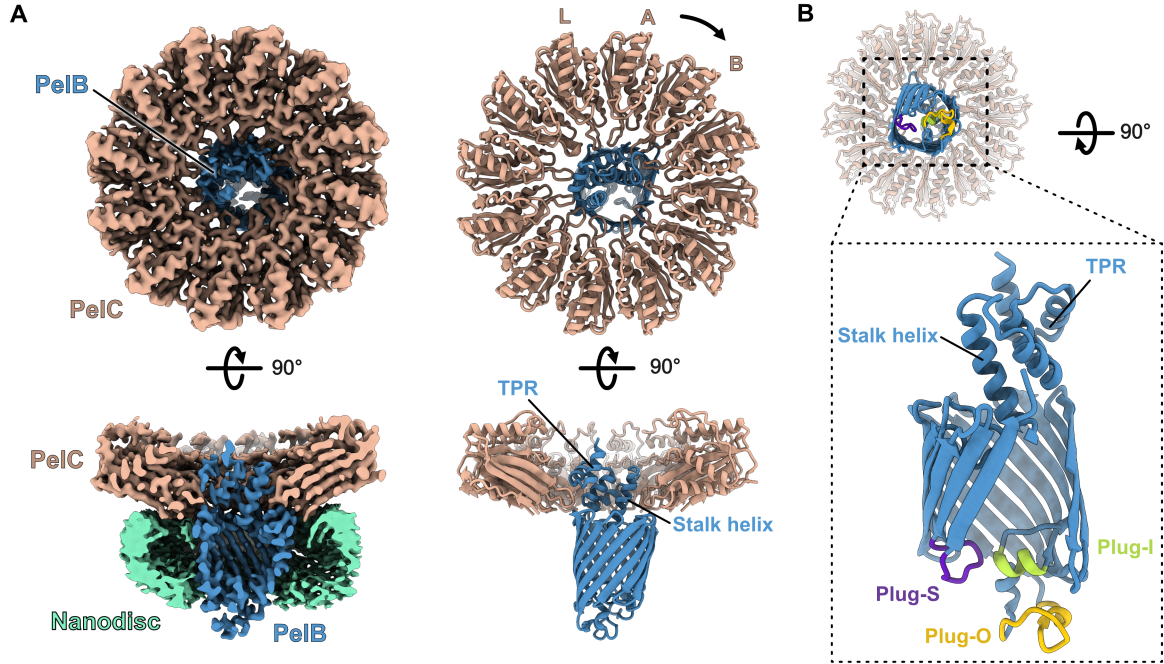 A
PelB
PelC
90°
PelC
Nanodisc
PelB
L
A
B
90°
TPR
Stalk helix
B
90°
TPR
Stalk helix
Plug-I
Plug-S
Plug-O